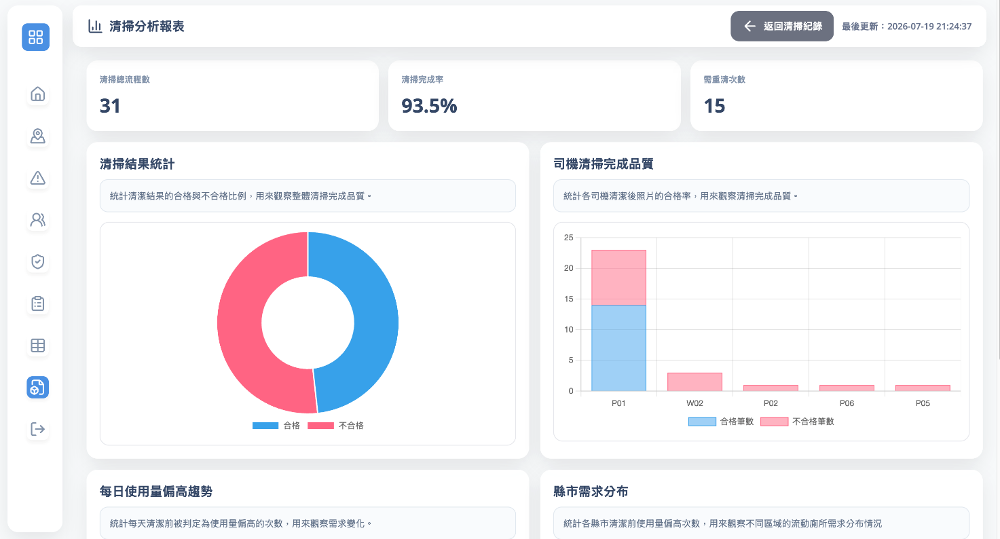 清掃分析報表
返回清掃紀錄
最後更新：2026-07-19 21:24:37
清掃總流程數
31
清掃完成率
93.5%
需重清次數
15
清掃結果統計
統計清潔結果的合格與不合格比例，用來觀察整體清掃完成品質。
合格
不合格
司機清掃完成品質
統計各司機清潔後照片的合格率，用來觀察清掃完成品質。
25
20
15
10
5
0
P01
W02
P02
P06
P05
合格筆數
不合格筆數
每日使用量偏高趨勢
統計每天清潔前被判定為使用量偏高的次數，用來觀察需求變化。
縣市需求分布
統計各縣市清潔前使用量偏高次數，用來觀察不同區域的流動廁所需求分布情況